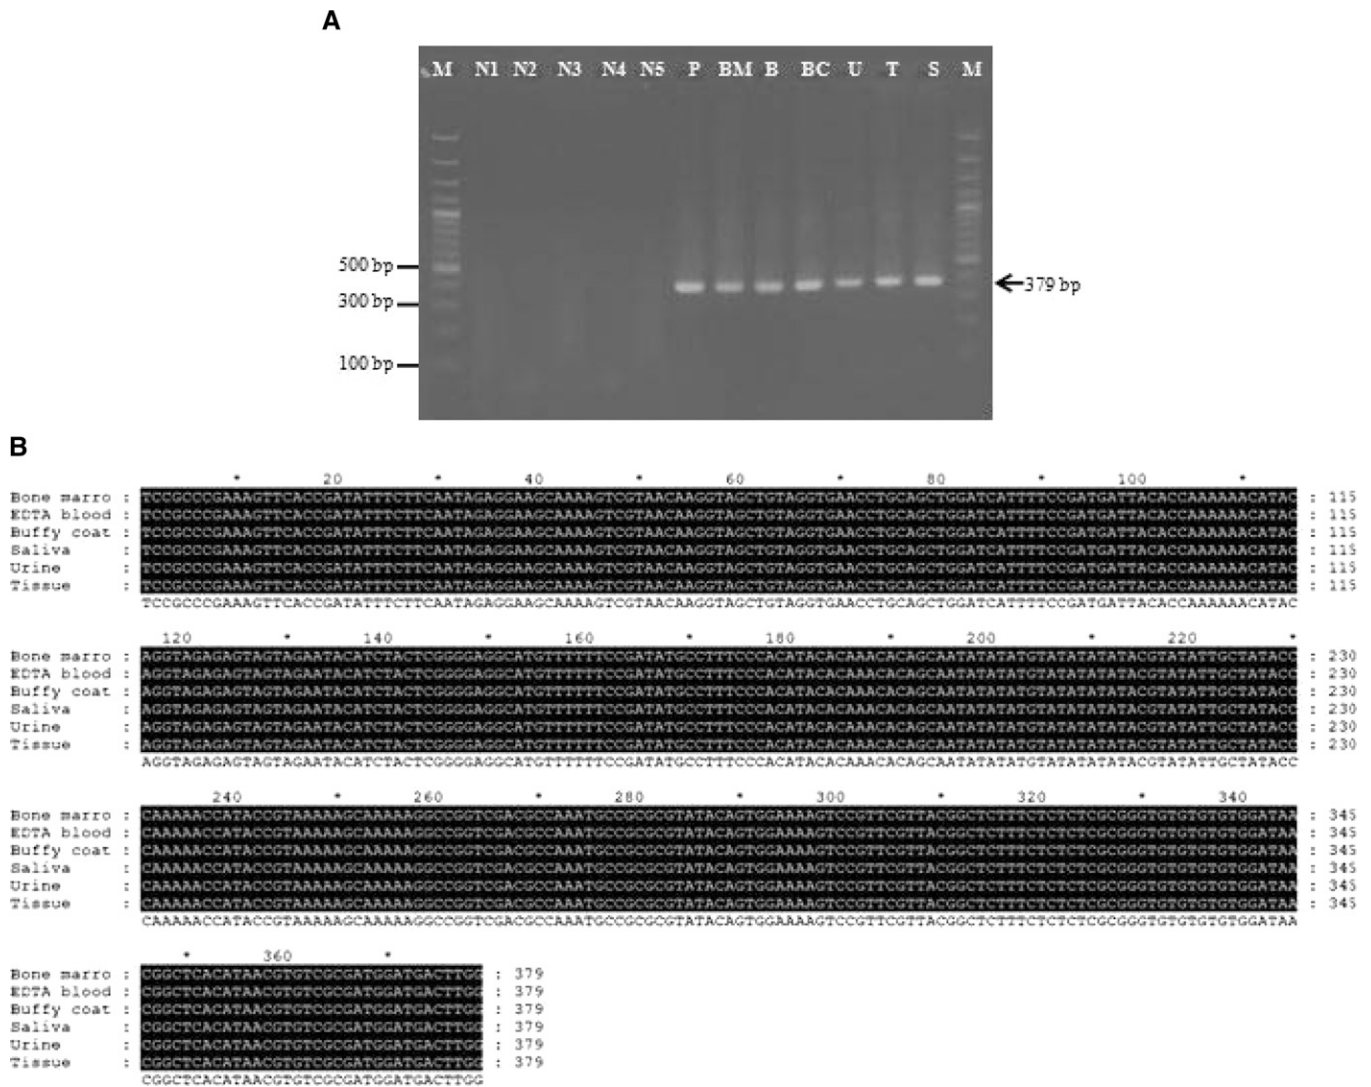 A
M N1 N2 N3 N4 N5 P BM B BC U T S M
500 bp
379 bp
300 bp
100 bp
B
* 20 * 40 * 60 * 80 * 100 *
Bone marro : TCCGCCCGAAAGTTCACCGATATTTCTTCAATAGAGGAAGCAAAAGTCGTAACAAGGTAGCTGTAGGTGAACCTGCAGCTGGATCATTTTCCGATGATTACACCAAAAAACATAC : 115
EDTA blood : TCCGCCCGAAAGTTCACCGATATTTCTTCAATAGAGGAAGCAAAAGTCGTAACAAGGTAGCTGTAGGTGAACCTGCAGCTGGATCATTTTCCGATGATTACACCAAAAAACATAC : 115
Buffy coat : TCCGCCCGAAAGTTCACCGATATTTCTTCAATAGAGGAAGCAAAAGTCGTAACAAGGTAGCTGTAGGTGAACCTGCAGCTGGATCATTTTCCGATGATTACACCAAAAAACATAC : 115
Saliva : TCCGCCCGAAAGTTCACCGATATTTCTTCAATAGAGGAAGCAAAAGTCGTAACAAGGTAGCTGTAGGTGAACCTGCAGCTGGATCATTTTCCGATGATTACACCAAAAAACATAC : 115
Urine : TCCGCCCGAAAGTTCACCGATATTTCTTCAATAGAGGAAGCAAAAGTCGTAACAAGGTAGCTGTAGGTGAACCTGCAGCTGGATCATTTTCCGATGATTACACCAAAAAACATAC : 115
Tissue : TCCGCCCGAAAGTTCACCGATATTTCTTCAATAGAGGAAGCAAAAGTCGTAACAAGGTAGCTGTAGGTGAACCTGCAGCTGGATCATTTTCCGATGATTACACCAAAAAACATAC : 115
TCCGCCCGAAAGTTCACCGATATTTCTTCAATAGAGGAAGCAAAAGTCGTAACAAGGTAGCTGTAGGTGAACCTGCAGCTGGATCATTTTCCGATGATTACACCAAAAAACATAC
120 * 140 * 160 * 180 * 200 * 220 *
Bone marro : AGGTAGAGAGTAGTAGAATACATCTACTCGGGGAGGCATGTTTTTTCCGATATGCCTTTCCCACATACACAAACACAGCAATATATATGTATATATATACGTATATTGCTATACC : 230
EDTA blood : AGGTAGAGAGTAGTAGAATACATCTACTCGGGGAGGCATGTTTTTTCCGATATGCCTTTCCCACATACACAAACACAGCAATATATATGTATATATATACGTATATTGCTATACC : 230
Buffy coat : AGGTAGAGAGTAGTAGAATACATCTACTCGGGGAGGCATGTTTTTTCCGATATGCCTTTCCCACATACACAAACACAGCAATATATATGTATATATATACGTATATTGCTATACC : 230
Saliva : AGGTAGAGAGTAGTAGAATACATCTACTCGGGGAGGCATGTTTTTTCCGATATGCCTTTCCCACATACACAAACACAGCAATATATATGTATATATATACGTATATTGCTATACC : 230
Urine : AGGTAGAGAGTAGTAGAATACATCTACTCGGGGAGGCATGTTTTTTCCGATATGCCTTTCCCACATACACAAACACAGCAATATATATGTATATATATACGTATATTGCTATACC : 230
Tissue : AGGTAGAGAGTAGTAGAATACATCTACTCGGGGAGGCATGTTTTTTCCGATATGCCTTTCCCACATACACAAACACAGCAATATATATGTATATATATACGTATATTGCTATACC : 230
AGGTAGAGAGTAGTAGAATACATCTACTCGGGGAGGCATGTTTTTTCCGATATGCCTTTCCCACATACACAAACACAGCAATATATATGTATATATATACGTATATTGCTATACC
240 * 260 * 280 * 300 * 320 * 340
Bone marro : CAAAAACCATACCGTAAAAAGCAAAAAGGCCGGTCGACGCCAAATGCCGCGCGTATACAGTGGAAAAGTCCGTTCGTTACGGCTCTTTCTCTCTCGCGGGTGTGTGTGTGGATAA : 345
EDTA blood : CAAAAACCATACCGTAAAAAGCAAAAAGGCCGGTCGACGCCAAATGCCGCGCGTATACAGTGGAAAAGTCCGTTCGTTACGGCTCTTTCTCTCTCGCGGGTGTGTGTGTGGATAA : 345
Buffy coat : CAAAAACCATACCGTAAAAAGCAAAAAGGCCGGTCGACGCCAAATGCCGCGCGTATACAGTGGAAAAGTCCGTTCGTTACGGCTCTTTCTCTCTCGCGGGTGTGTGTGTGGATAA : 345
Saliva : CAAAAACCATACCGTAAAAAGCAAAAAGGCCGGTCGACGCCAAATGCCGCGCGTATACAGTGGAAAAGTCCGTTCGTTACGGCTCTTTCTCTCTCGCGGGTGTGTGTGTGGATAA : 345
Urine : CAAAAACCATACCGTAAAAAGCAAAAAGGCCGGTCGACGCCAAATGCCGCGCGTATACAGTGGAAAAGTCCGTTCGTTACGGCTCTTTCTCTCTCGCGGGTGTGTGTGTGGATAA : 345
Tissue : CAAAAACCATACCGTAAAAAGCAAAAAGGCCGGTCGACGCCAAATGCCGCGCGTATACAGTGGAAAAGTCCGTTCGTTACGGCTCTTTCTCTCTCGCGGGTGTGTGTGTGGATAA : 345
CAAAAACCATACCGTAAAAAGCAAAAAGGCCGGTCGACGCCAAATGCCGCGCGTATACAGTGGAAAAGTCCGTTCGTTACGGCTCTTTCTCTCTCGCGGGTGTGTGTGTGGATAA
* 360 *
Bone marro : CGGCTCACATAACGTGTCGCGATGGATGACTTGG : 379
EDTA blood : CGGCTCACATAACGTGTCGCGATGGATGACTTGG : 379
Buffy coat : CGGCTCACATAACGTGTCGCGATGGATGACTTGG : 379
Saliva : CGGCTCACATAACGTGTCGCGATGGATGACTTGG : 379
Urine : CGGCTCACATAACGTGTCGCGATGGATGACTTGG : 379
Tissue : CGGCTCACATAACGTGTCGCGATGGATGACTTGG : 379
CGGCTCACATAACGTGTCGCGATGGATGACTTGG